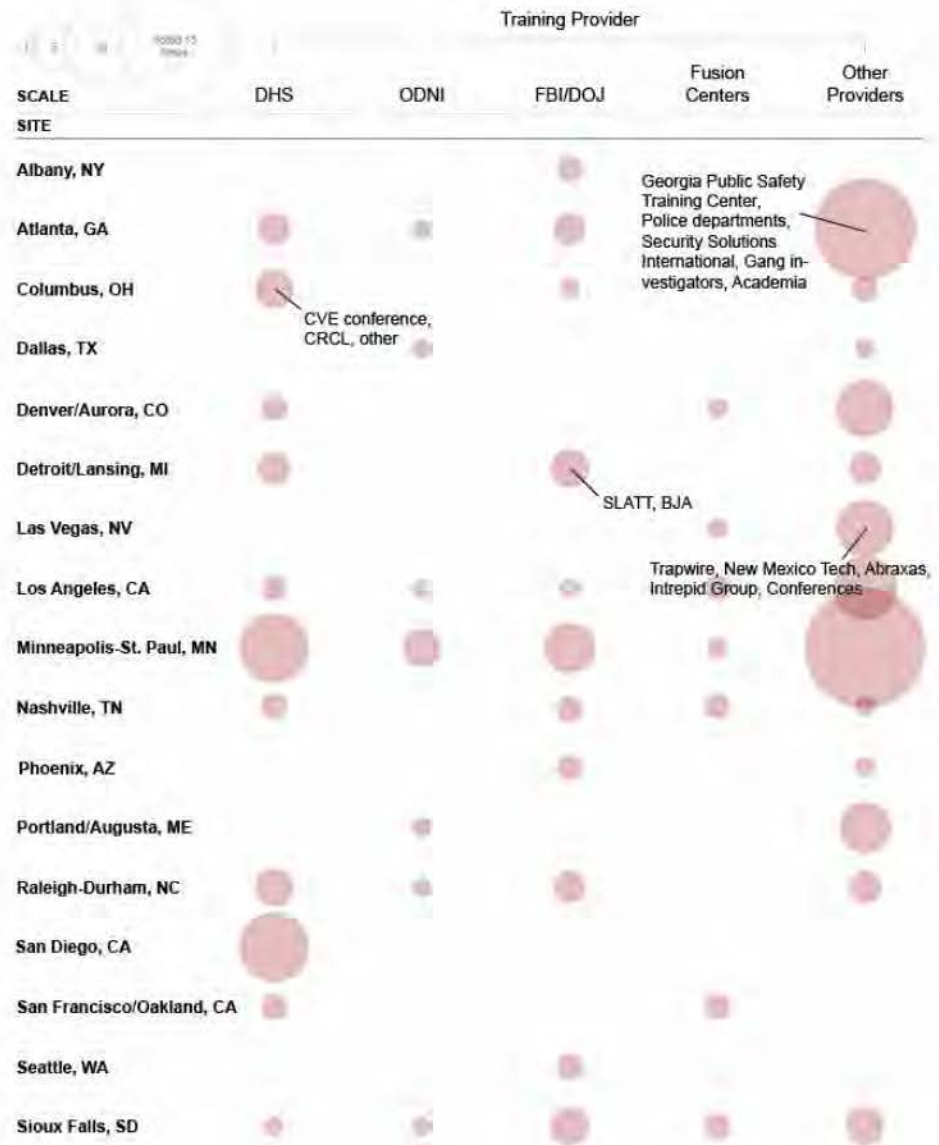 Training Provider
SCALE
DHS
ODNI
FBI/DOJ
Fusion
Centers
Other
Providers
SITE
Albany, NY
Georgia Public Safety
Training Center,
Police departments,
Security Solutions
International, Gang in-
vestigators, Academia
Atlanta, GA
Columbus, OH
CVE conference,
CRCL, other
Dallas, TX
Denver/Aurora, CO
Detroit/Lansing, MI
SLATT, BJA
Las Vegas, NV
Trapwire, New Mexico Tech, Abraxas,
Intrepid Group, Conferences
Los Angeles, CA
Minneapolis-St. Paul, MN
Nashville, TN
Phoenix, AZ
Portland/Augusta, ME
Raleigh-Durham, NC
San Diego, CA
San Francisco/Oakland, CA
Seattle, WA
Sioux Falls, SD